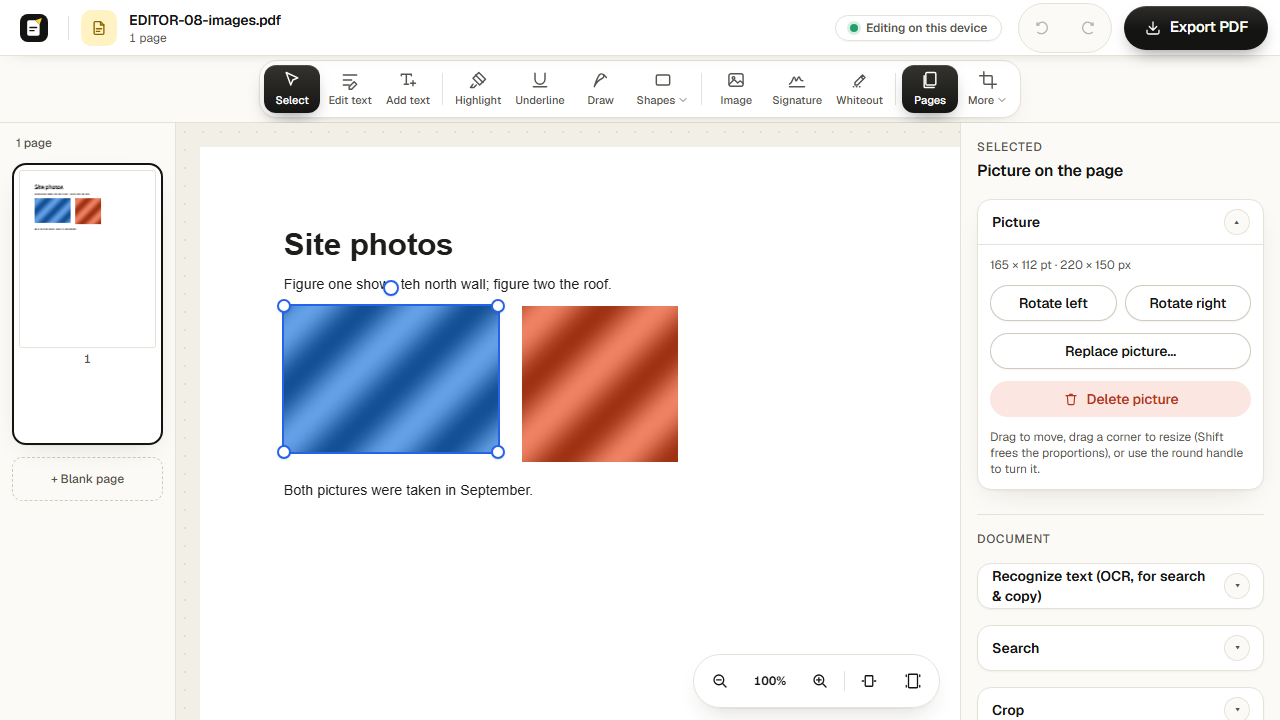 EDITOR-08-images.pdf
1 page
Editing on this device
Export PDF
Select
Edit text
Add text
Highlight
Underline
Draw
Shapes
Image
Signature
Whiteout
Pages
More
1 page
Site photos
1
+ Blank page
Site photos
Figure one show teh north wall; figure two the roof.
Both pictures were taken in September.
100%
SELECTED
Picture on the page
Picture
165 × 112 pt · 220 × 150 px
Rotate left
Rotate right
Replace picture...
Delete picture
Drag to move, drag a corner to resize (Shift
frees the proportions), or use the round handle
to turn it.
DOCUMENT
Recognize text (OCR, for search
& copy)
Search
Crop